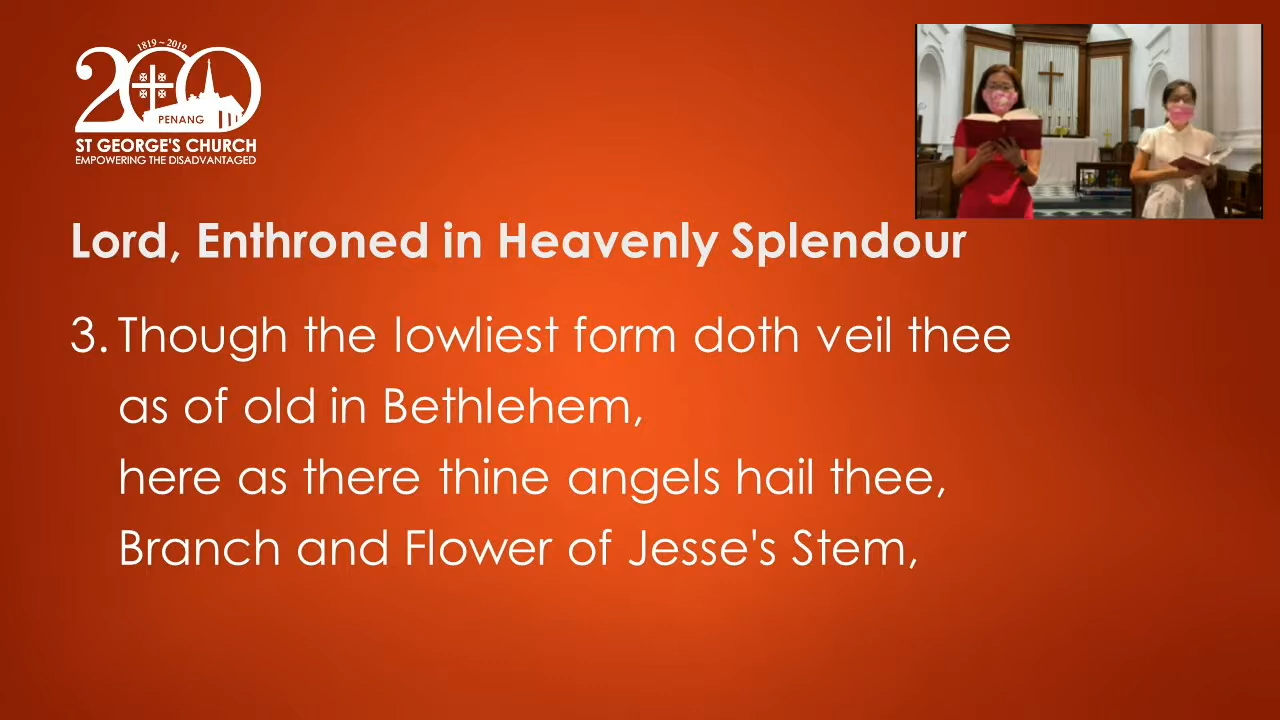 1819~2019
200
PENANG
ST GEORGE'S CHURCH
EMPOWERING THE DISADVANTAGED
Lord, Enthroned in Heavenly Splendour
3. Though the lowliest form doth veil thee
as of old in Bethlehem,
here as there thine angels hail thee,
Branch and Flower of Jesse's Stem,